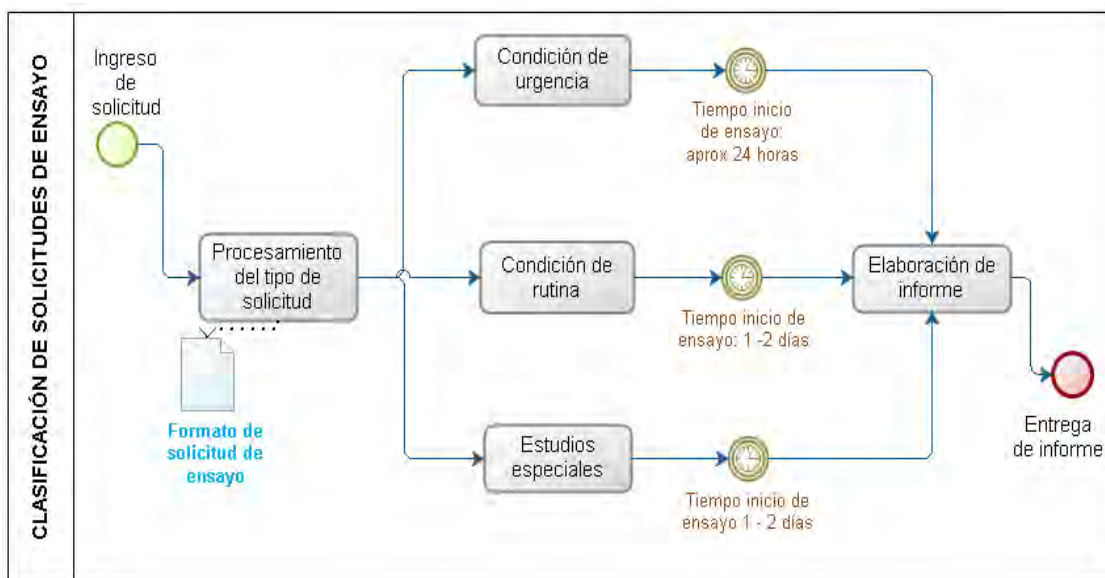 CLASIFICACIÓN DE SOLICITUDES DE ENSAYO
Ingreso
de
solicitud
Procesamiento
del tipo de
solicitud
Formato de
solicitud de
ensayo
Condición de
urgencia
Tiempo inicio
de ensayo:
aprox 24 horas
Condición de
rutina
Tiempo inicio de
ensayo: 1 -2 días
Estudios
especiales
Tiempo inicio de
ensayo 1 - 2 días
Elaboración de
informe
Entrega
de informe